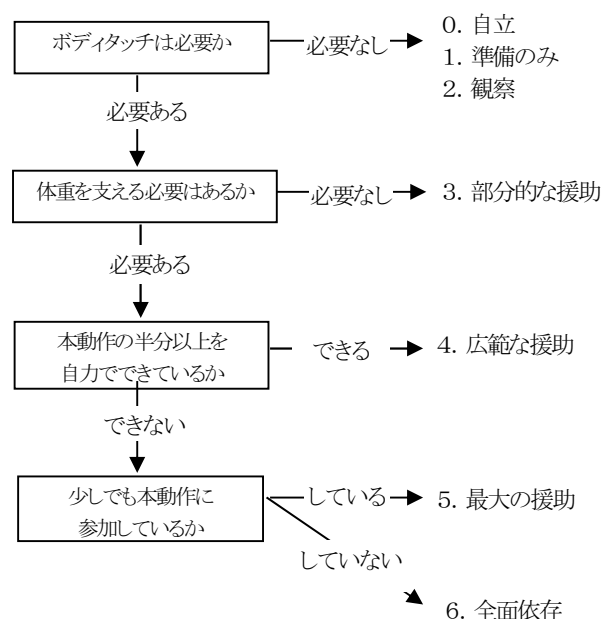 ボディタッチは必要か
必要なし
0. 自立
1. 準備のみ
2. 観察
必要ある
体重を支える必要はあるか
必要なし
3. 部分的な援助
必要ある
本動作の半分以上を
自力でできているか
できる
4. 広範な援助
できない
少しでも本動作に
参加しているか
している
5. 最大の援助
していない
6. 全面依存